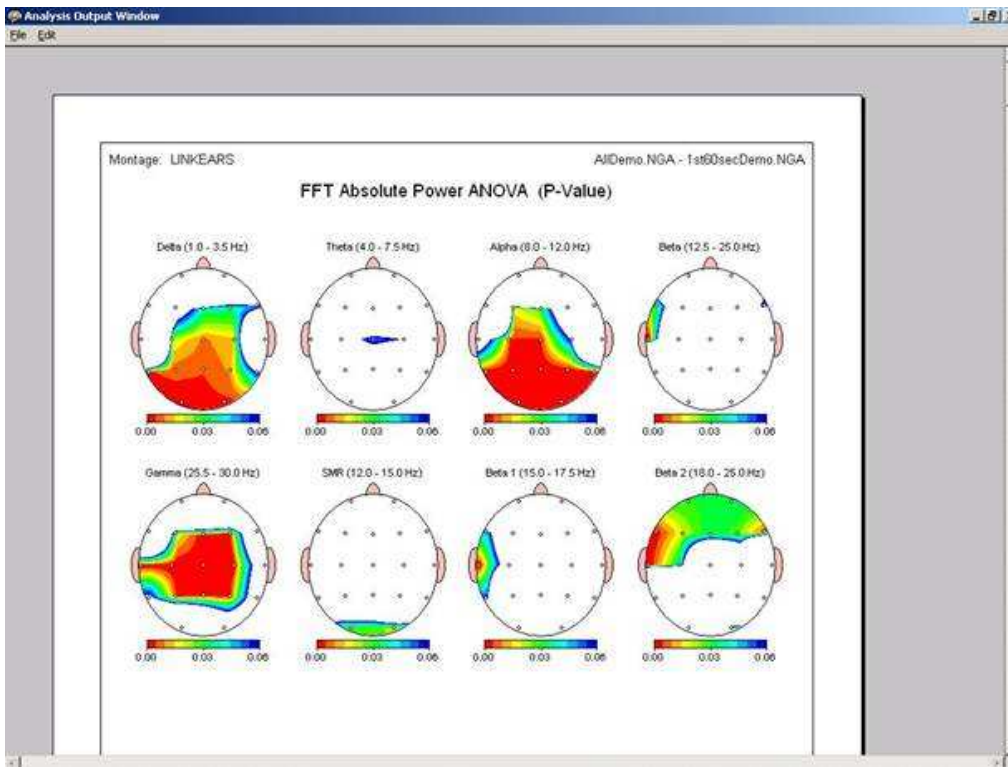 Analysis Output Window
File Edit
Montage: LINKEARS AllDemo.NGA - 1st60secDemo.NGA
FFT Absolute Power ANOVA (P-Value)
Delta (1.0 - 3.5 Hz) Theta (4.0 - 7.5 Hz) Alpha (8.0 - 12.0 Hz) Beta (12.5 - 25.0 Hz)
0.00 0.03 0.06 0.00 0.03 0.06 0.00 0.03 0.06 0.00 0.03 0.06
Gamma (25.5 - 30.0 Hz) SMR (12.0 - 15.0 Hz) Beta 1 (15.0 - 17.5 Hz) Beta 2 (18.0 - 25.0 Hz)
0.00 0.03 0.06 0.00 0.03 0.06 0.00 0.03 0.06 0.00 0.03 0.06